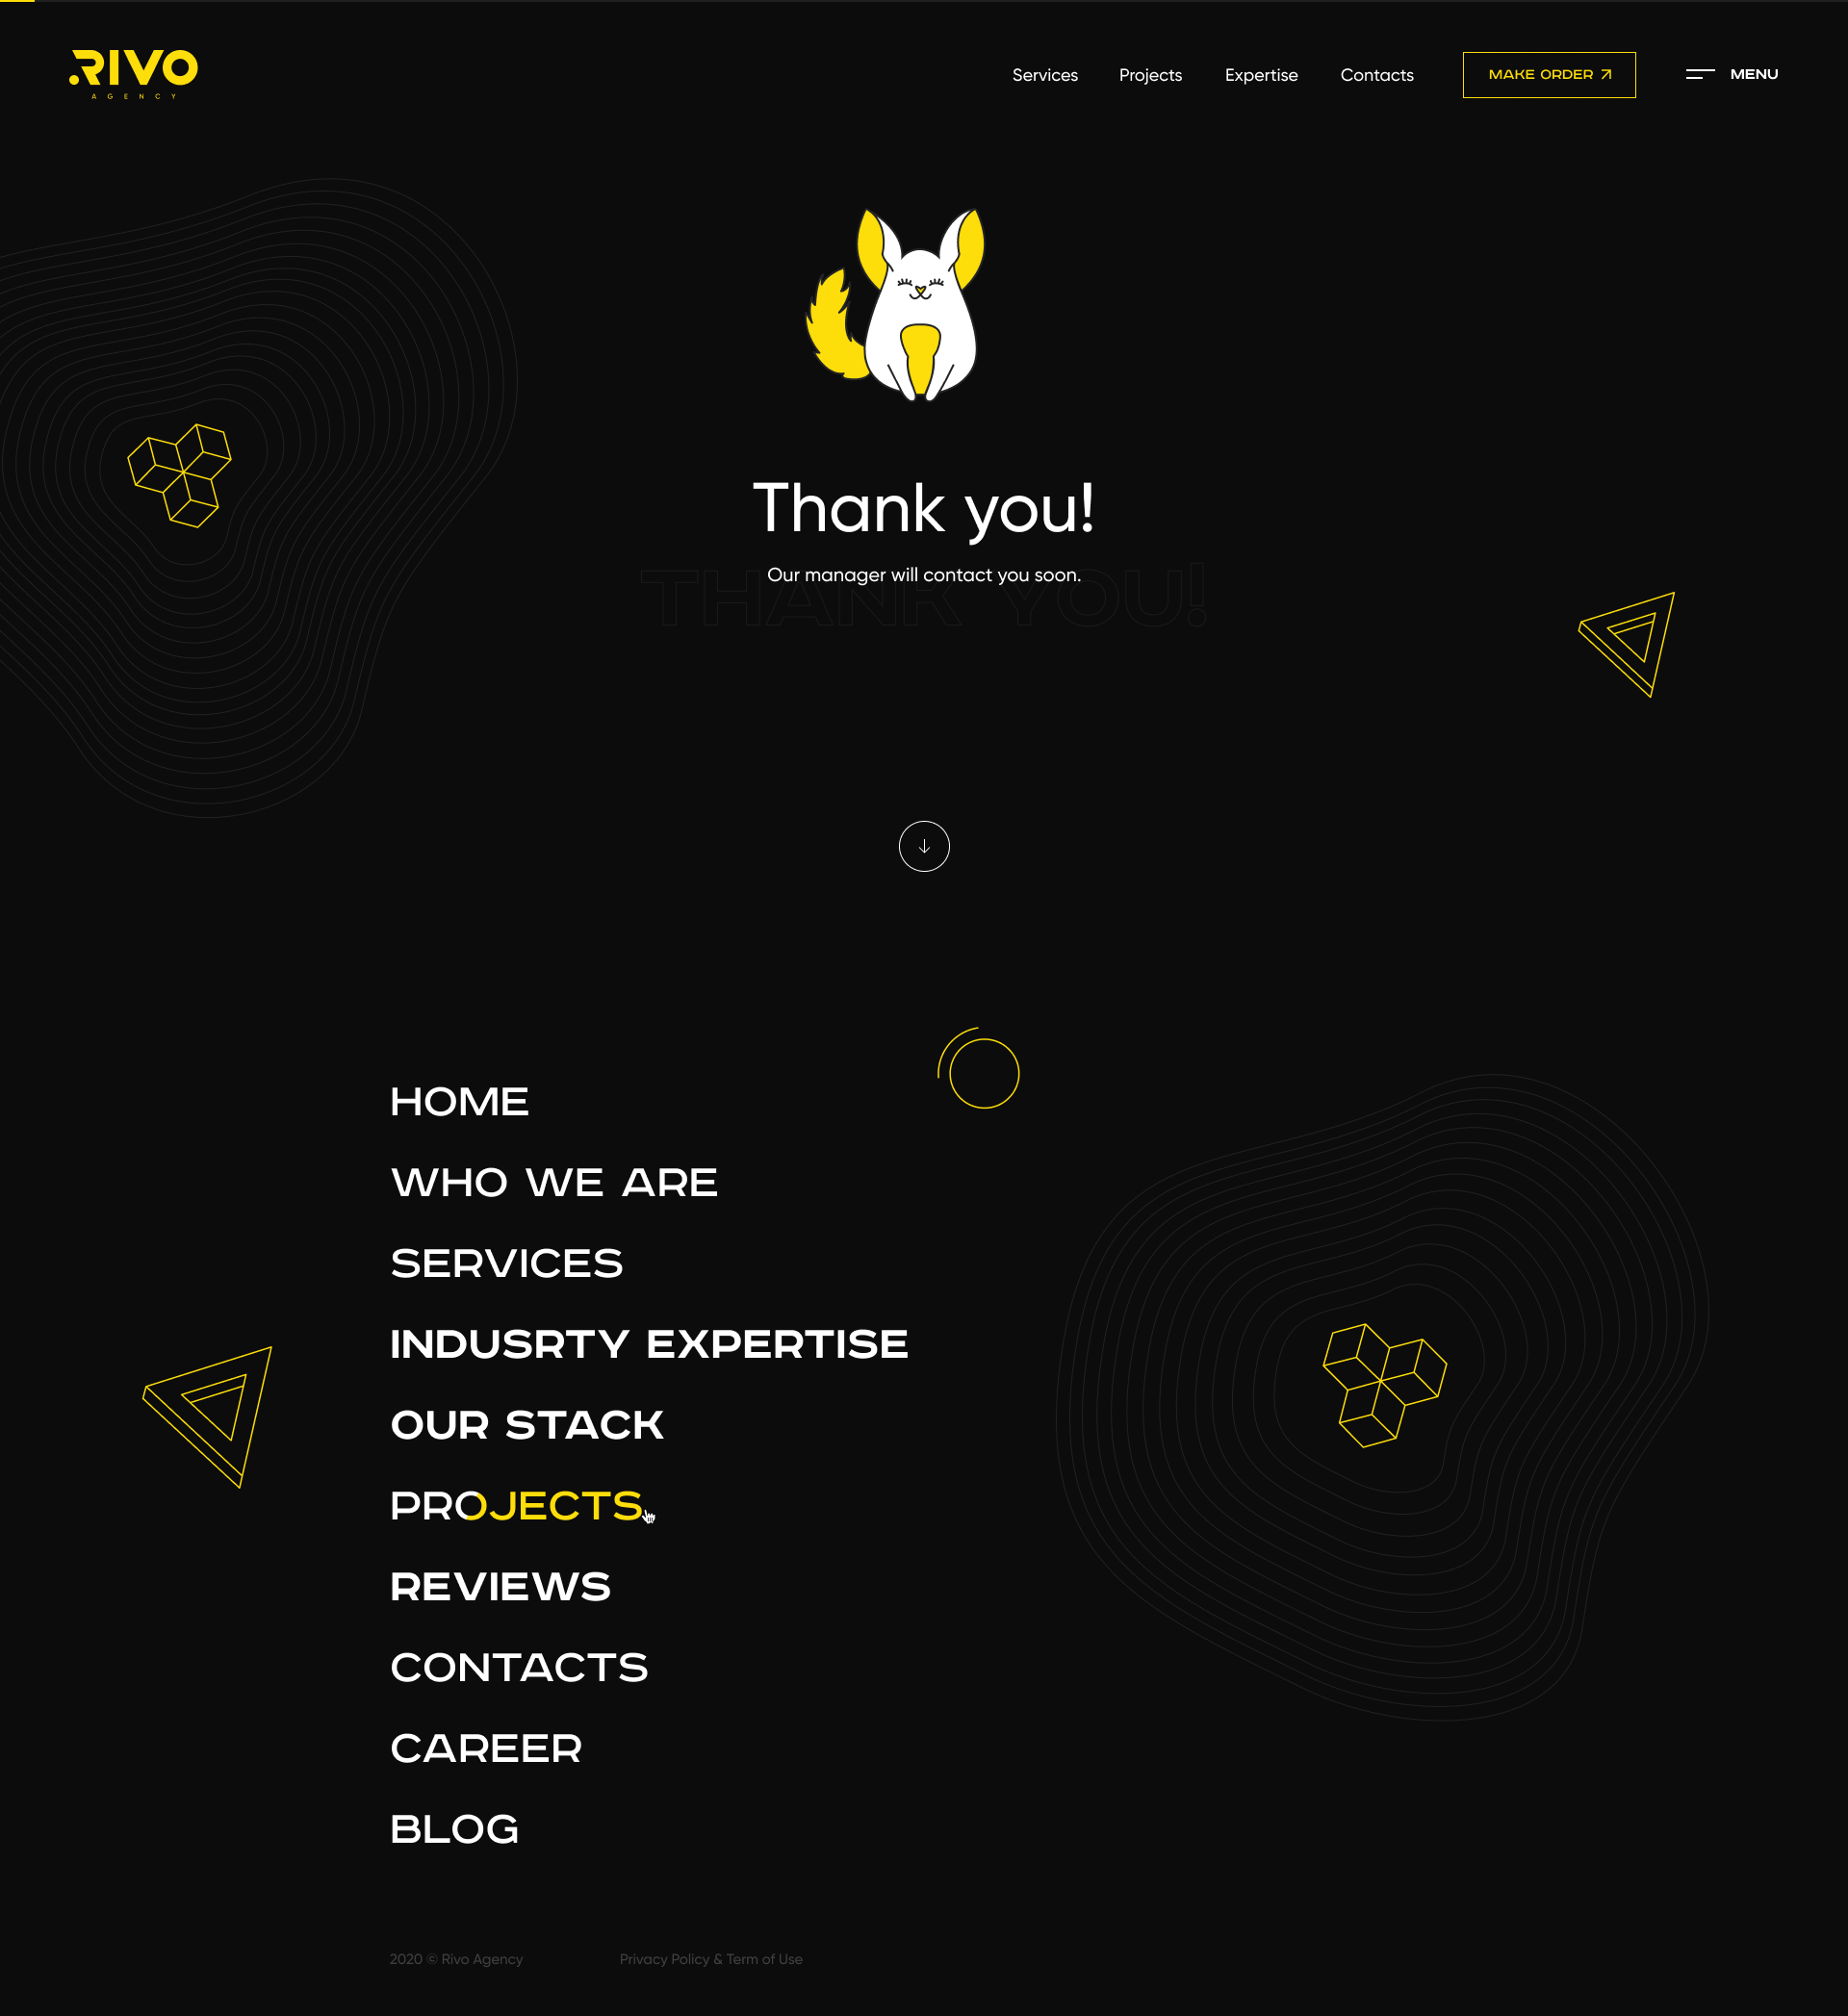 RIVO
AGENCY
Services Projects Expertise Contacts MAKE ORDER MENU
Thank you!
Our manager will contact you soon.
THANK YOU!
HOME
WHO WE ARE
SERVICES
INDUSRTY EXPERTISE
OUR STACK
PROJECTS
REVIEWS
CONTACTS
CAREER
BLOG
2020 © Rivo Agency Privacy Policy & Term of Use